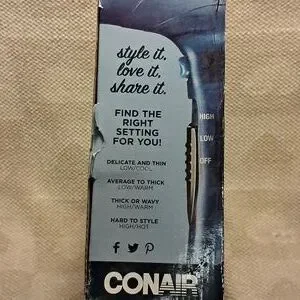 style it,
love it,
share it.
FIND THE
RIGHT
SETTING
FOR YOU!
DELICATE AND THIN
LOW/COOL
AVERAGE TO THICK
LOW/WARM
THICK OR WAVY
HIGH/WARM
HARD TO STYLE
HIGH/HOT
HIGH
LOW
OFF
CONAIR